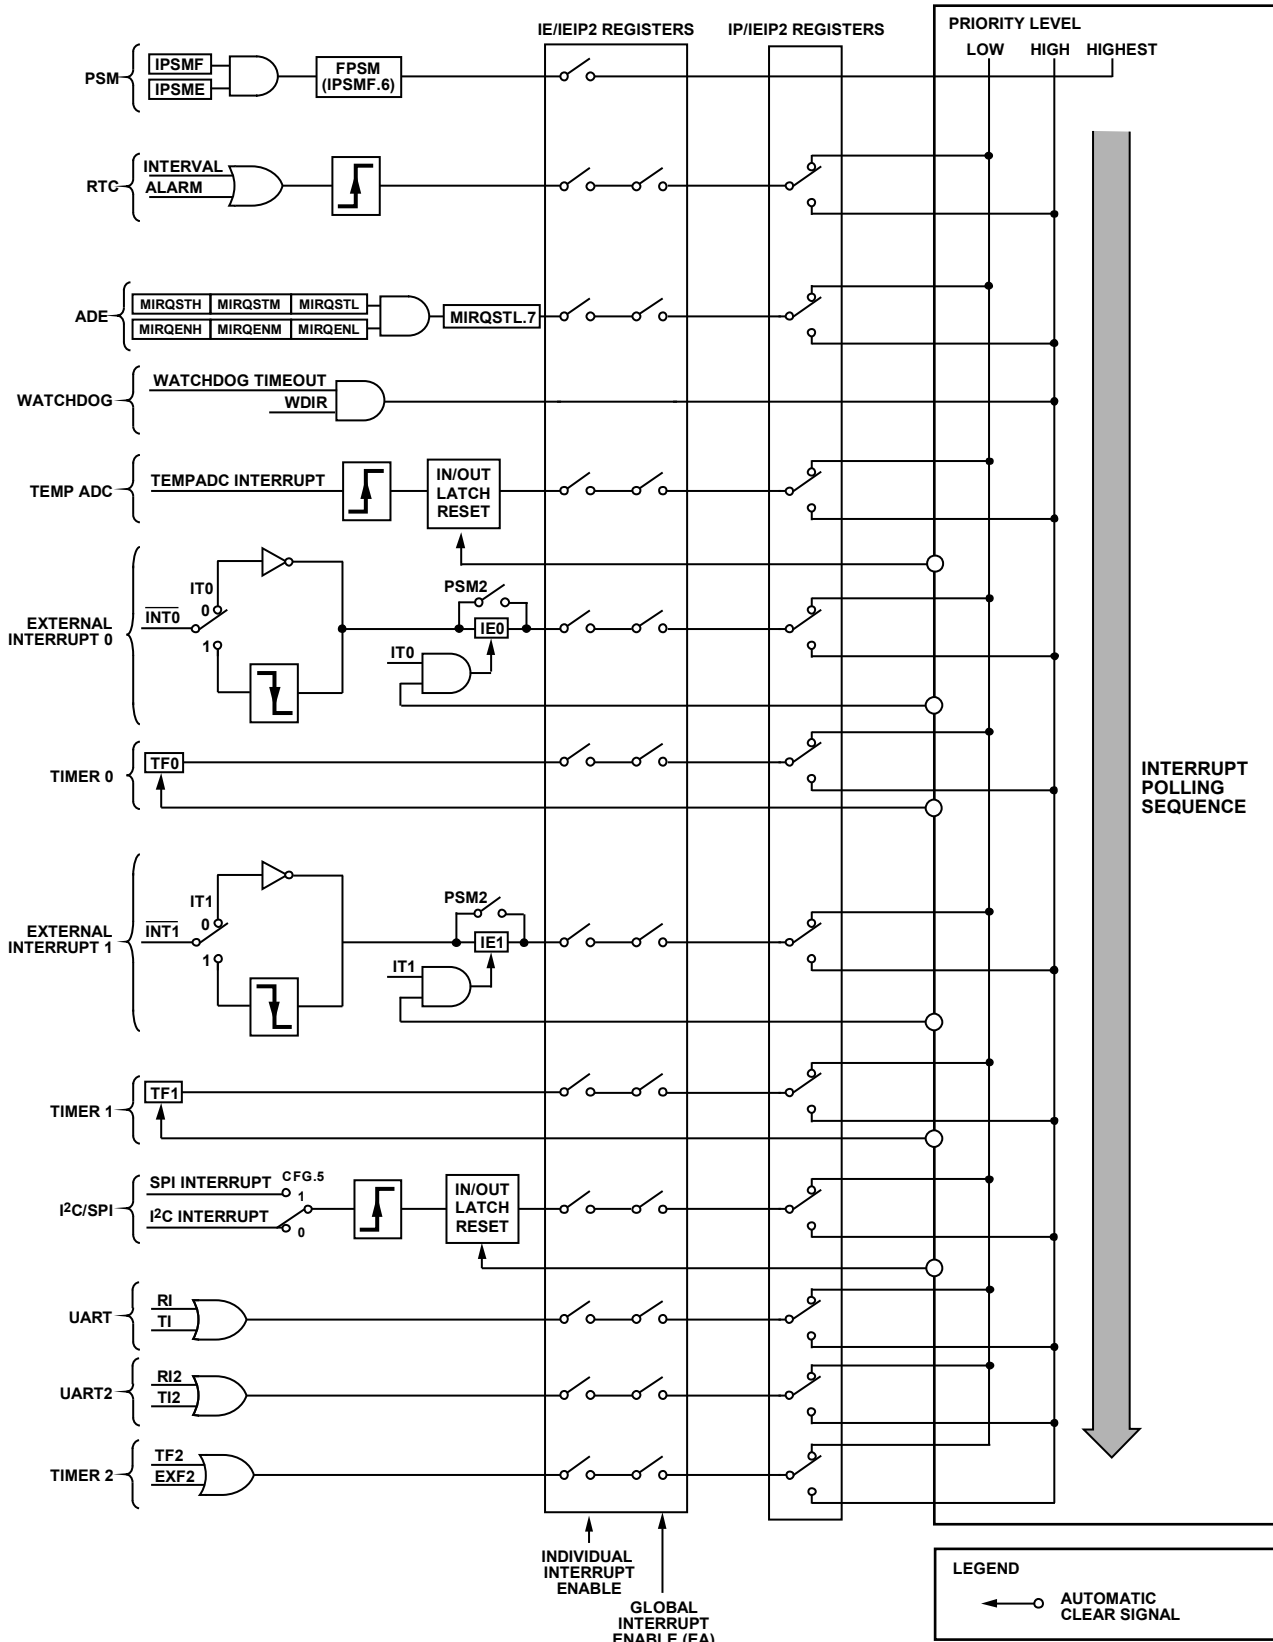 IE/IEIP2 REGISTERS
IP/IEIP2 REGISTERS
PRIORITY LEVEL
LOW HIGH HIGHEST
PSM
IPSMF
IPSME
FPSM
(IPSMF.6)
RTC
INTERVAL
ALARM
ADE
MIRQSTH MIRQSTM MIRQSTL
MIRQENH MIRQENM MIRQENL
MIRQSTL.7
WATCHDOG
WATCHDOG TIMEOUT
WDIR
TEMP ADC
TEMPADC INTERRUPT
IN/OUT
LATCH
RESET
EXTERNAL
INTERRUPT 0
INT0
IT0
0
1
PSM2
IE0
IT0
TIMER 0
TF0
INTERRUPT
POLLING
SEQUENCE
EXTERNAL
INTERRUPT 1
INT1
IT1
0
1
PSM2
IE1
IT1
TIMER 1
TF1
I2C/SPI
SPI INTERRUPT
I2C INTERRUPT
CFG.5
1
0
IN/OUT
LATCH
RESET
UART
RI
TI
UART2
RI2
TI2
TIMER 2
TF2
EXF2
INDIVIDUAL
INTERRUPT
ENABLE
GLOBAL
INTERRUPT
ENABLE (EA)
LEGEND
AUTOMATIC
CLEAR SIGNAL